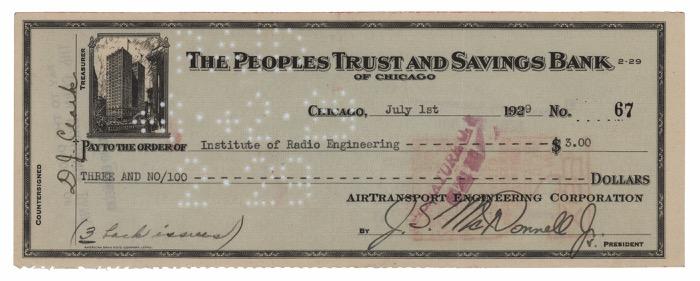 THE PEOPLES TRUST AND SAVINGS BANK 2-29
OF CHICAGO
CHICAGO, July 1st 1929 No. 67
PAY TO THE ORDER OF Institute of Radio Engineering - - - - - - - - - - $ 3.00
THREE AND NO/100 - - - - - - - - - - DOLLARS
AIRTRANSPORT ENGINEERING CORPORATION
BY J. S. McDonnell Jr.
PRESIDENT
(3 back issues)
COUNTERSIGNED
TREASURER